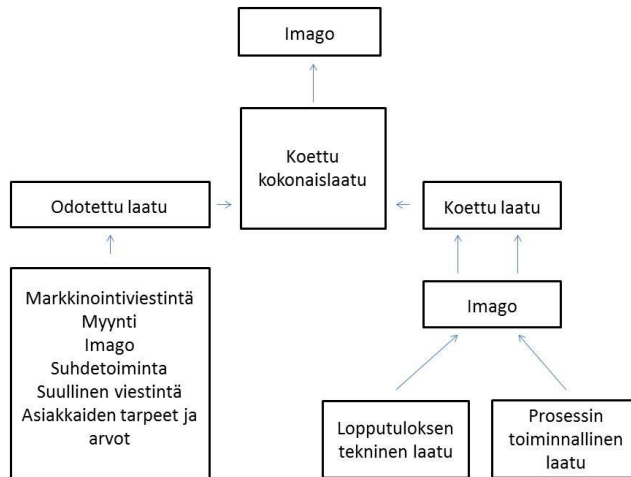 Imago
Koettu
kokonaislaatu
Odotettu laatu
Koettu laatu
Markkinointiviestintä
Myynti
Imago
Suhdetoiminta
Suullinen viestintä
Asiakkaiden tarpeet ja
arvot
Imago
Lopputuloksen
tekninen laatu
Prosessin
toiminnallinen
laatu